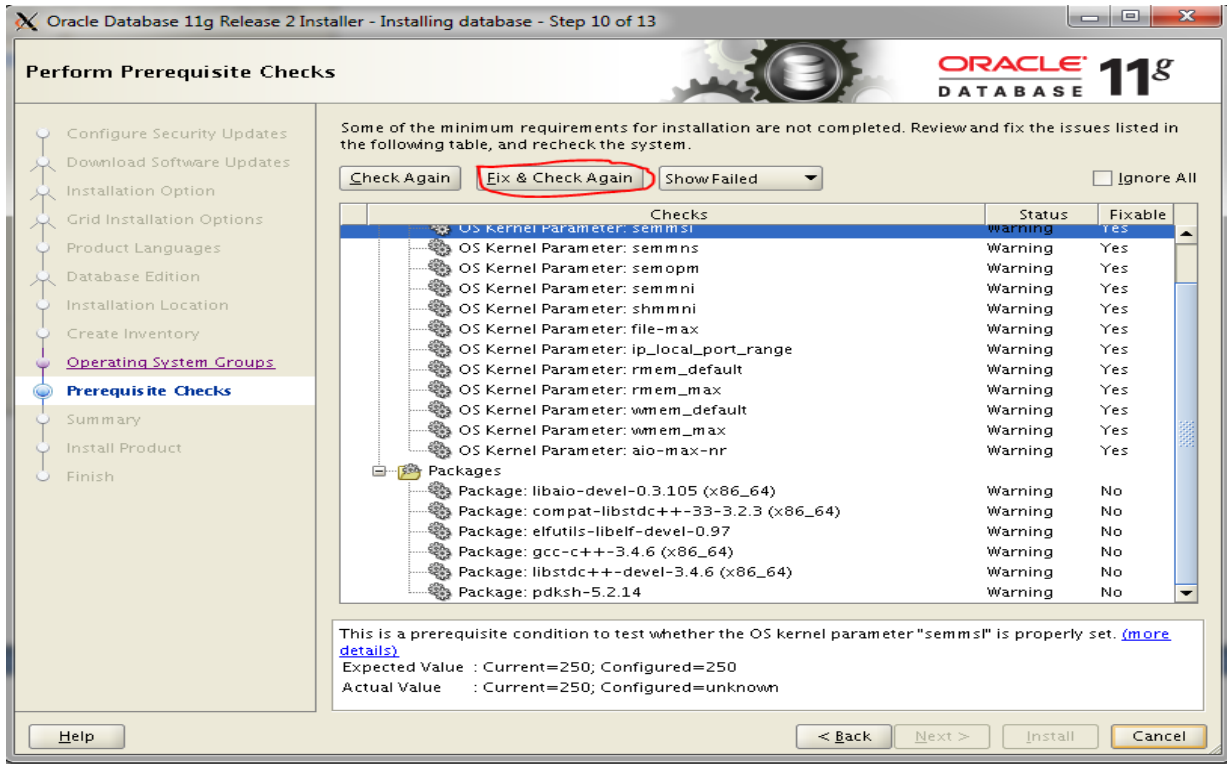 Oracle Database 11g Release 2 Installer - Installing database - Step 10 of 13
Perform Prerequisite Checks
ORACLE
DATABASE 11g
Configure Security Updates
Download Software Updates
Installation Option
Grid Installation Options
Product Languages
Database Edition
Installation Location
Create Inventory
Operating System Groups
Prerequisite Checks
Summary
Install Product
Finish
Some of the minimum requirements for installation are not completed. Review and fix the issues listed in
the following table, and recheck the system.
Check Again Fix & Check Again Show Failed Ignore All
Checks Status Fixable
OS Kernel Parameter: semmsl Warning Yes
OS Kernel Parameter: semmns Warning Yes
OS Kernel Parameter: semopm Warning Yes
OS Kernel Parameter: semmni Warning Yes
OS Kernel Parameter: shmmni Warning Yes
OS Kernel Parameter: file-max Warning Yes
OS Kernel Parameter: ip_local_port_range Warning Yes
OS Kernel Parameter: rmem_default Warning Yes
OS Kernel Parameter: rmem_max Warning Yes
OS Kernel Parameter: wmem_default Warning Yes
OS Kernel Parameter: wmem_max Warning Yes
OS Kernel Parameter: aio-max-nr Warning Yes
Packages
Package: libaio-devel-0.3.105 (x86_64) Warning No
Package: compat-libstdc++-33-3.2.3 (x86_64) Warning No
Package: elfutils-libelf-devel-0.97 Warning No
Package: gcc-c++-3.4.6 (x86_64) Warning No
Package: libstdc++-devel-3.4.6 (x86_64) Warning No
Package: pdksh-5.2.14 Warning No
This is a prerequisite condition to test whether the OS kernel parameter "semmsl" is properly set. (more
details)
Expected Value : Current=250; Configured=250
Actual Value : Current=250; Configured=unknown
Help < Back Next > Install Cancel